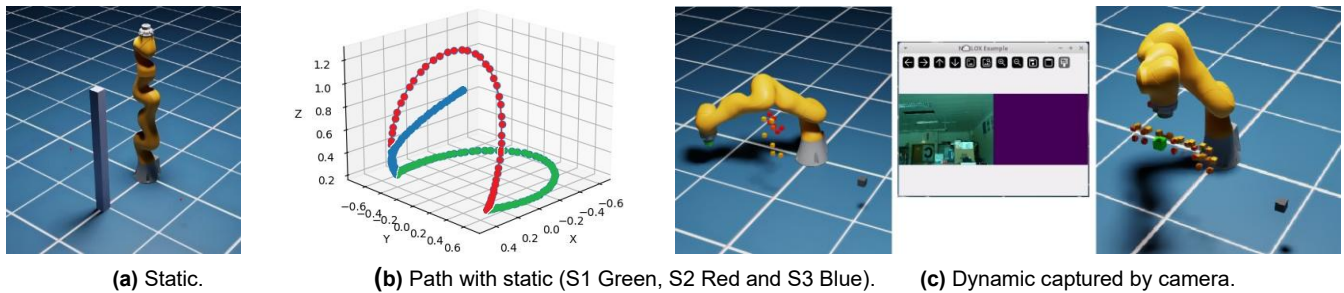 Z
1.2
1.0
0.8
0.6
0.4
0.2
−0.6
−0.4
−0.2
0.0
0.2
0.4
0.6
Y
0.4
0.2
0.0
−0.2
−0.4
−0.6
X
Example
(a) Static.
(b) Path with static (S1 Green, S2 Red and S3 Blue).
(c) Dynamic captured by camera.